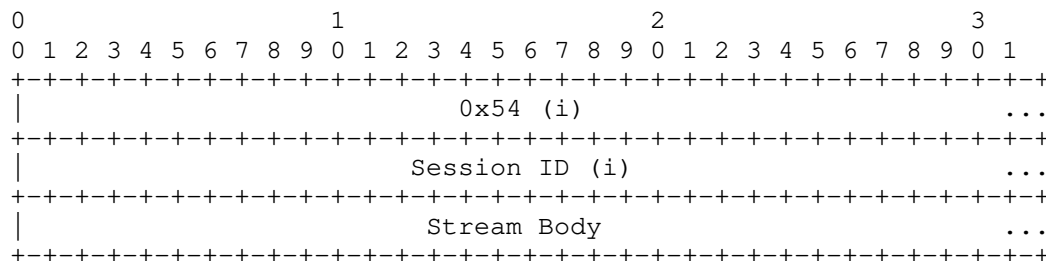 0                   1                   2                   3
0 1 2 3 4 5 6 7 8 9 0 1 2 3 4 5 6 7 8 9 0 1 2 3 4 5 6 7 8 9 0 1
+-+-+-+-+-+-+-+-+-+-+-+-+-+-+-+-+-+-+-+-+-+-+-+-+-+-+-+-+-+-+-+-+
|                           0x54 (i)                          ...
+-+-+-+-+-+-+-+-+-+-+-+-+-+-+-+-+-+-+-+-+-+-+-+-+-+-+-+-+-+-+-+-+
|                        Session ID (i)                       ...
+-+-+-+-+-+-+-+-+-+-+-+-+-+-+-+-+-+-+-+-+-+-+-+-+-+-+-+-+-+-+-+-+
|                         Stream Body                         ...
+-+-+-+-+-+-+-+-+-+-+-+-+-+-+-+-+-+-+-+-+-+-+-+-+-+-+-+-+-+-+-+-+